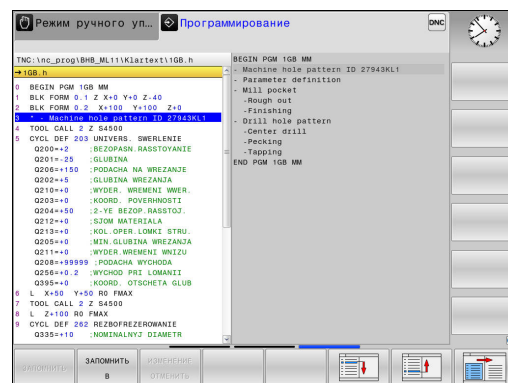 Режим ручного уп...
Программирование
DNC
TNC:\nc_prog\BHB_ML11\Klartext\1GB.h
→1GB.h
0 BEGIN PGM 1GB MM
1 BLK FORM 0.1 Z X+0 Y+0 Z-40
2 BLK FORM 0.2 X+100 Y+100 Z+0
3 * - Machine hole pattern ID 27943KL1
4 TOOL CALL 2 Z S4500
5 CYCL DEF 203 UNIVERS. SWERLENIE
Q200=+2 ;BEZOPASN.RASSTOYANIE
Q201=-25 ;GLUBINA
Q206=+150 ;PODACHA NA WREZANJE
Q202=+5 ;GLUBINA WREZANJA
Q210=+0 ;WYDER. WREMENI WWER.
Q203=+0 ;KOORD. POVERHNOSTI
Q204=+50 ;2-YE BEZOP.RASSTOJ.
Q212=+0 ;SJOM MATERIALA
Q213=+0 ;KOL.OPER.LOMKI STRU.
Q205=+0 ;MIN.GLUBINA WREZANJA
Q211=+0 ;WYDER.WREMENI WNIZU
Q208=+99999 ;PODACHA WYCHODA
Q256=+0.2 ;WYCHOD PRI LOMANII
Q395=+0 ;KOORD. OTSCHETA GLUB
6 L X+50 Y+50 R0 FMAX
7 TOOL CALL 2 Z S4500
8 L Z+100 R0 FMAX
9 CYCL DEF 262 REZBOFREZEROWANIE
Q335=+10 ;NOMINALNYJ DIAMETR
BEGIN PGM 1GB MM
- Machine hole pattern ID 27943KL1
- Parameter definition
- Mill pocket
-Rough out
-Finishing
- Drill hole pattern
-Center drill
-Pecking
-Tapping
END PGM 1GB MM
ЗАПОМНИТЬ
ЗАПОМНИТЬ
В
ИЗМЕНЕНИЕ
ОТМЕНИТЬ